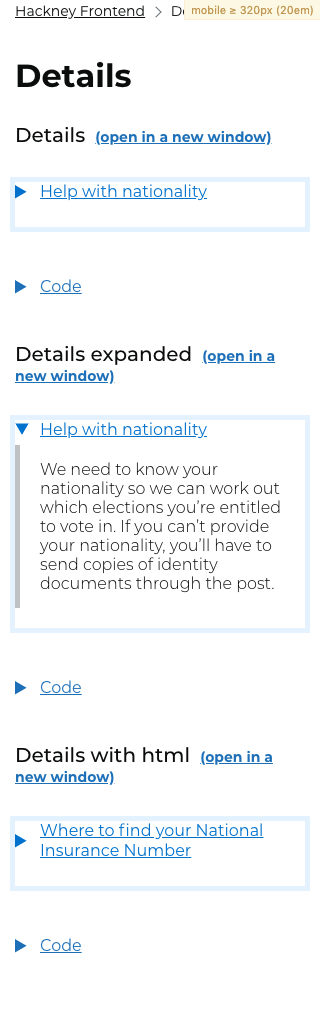 Hackney Frontend
mobile ≥ 320px (20em)
Details
Details (open in a new window)
Help with nationality
Code
Details expanded (open in a
new window)
Help with nationality
We need to know your
nationality so we can work out
which elections you're entitled
to vote in. If you can't provide
your nationality, you'll have to
send copies of identity
documents through the post.
Code
Details with html (open in a
new window)
Where to find your National
Insurance Number
Code